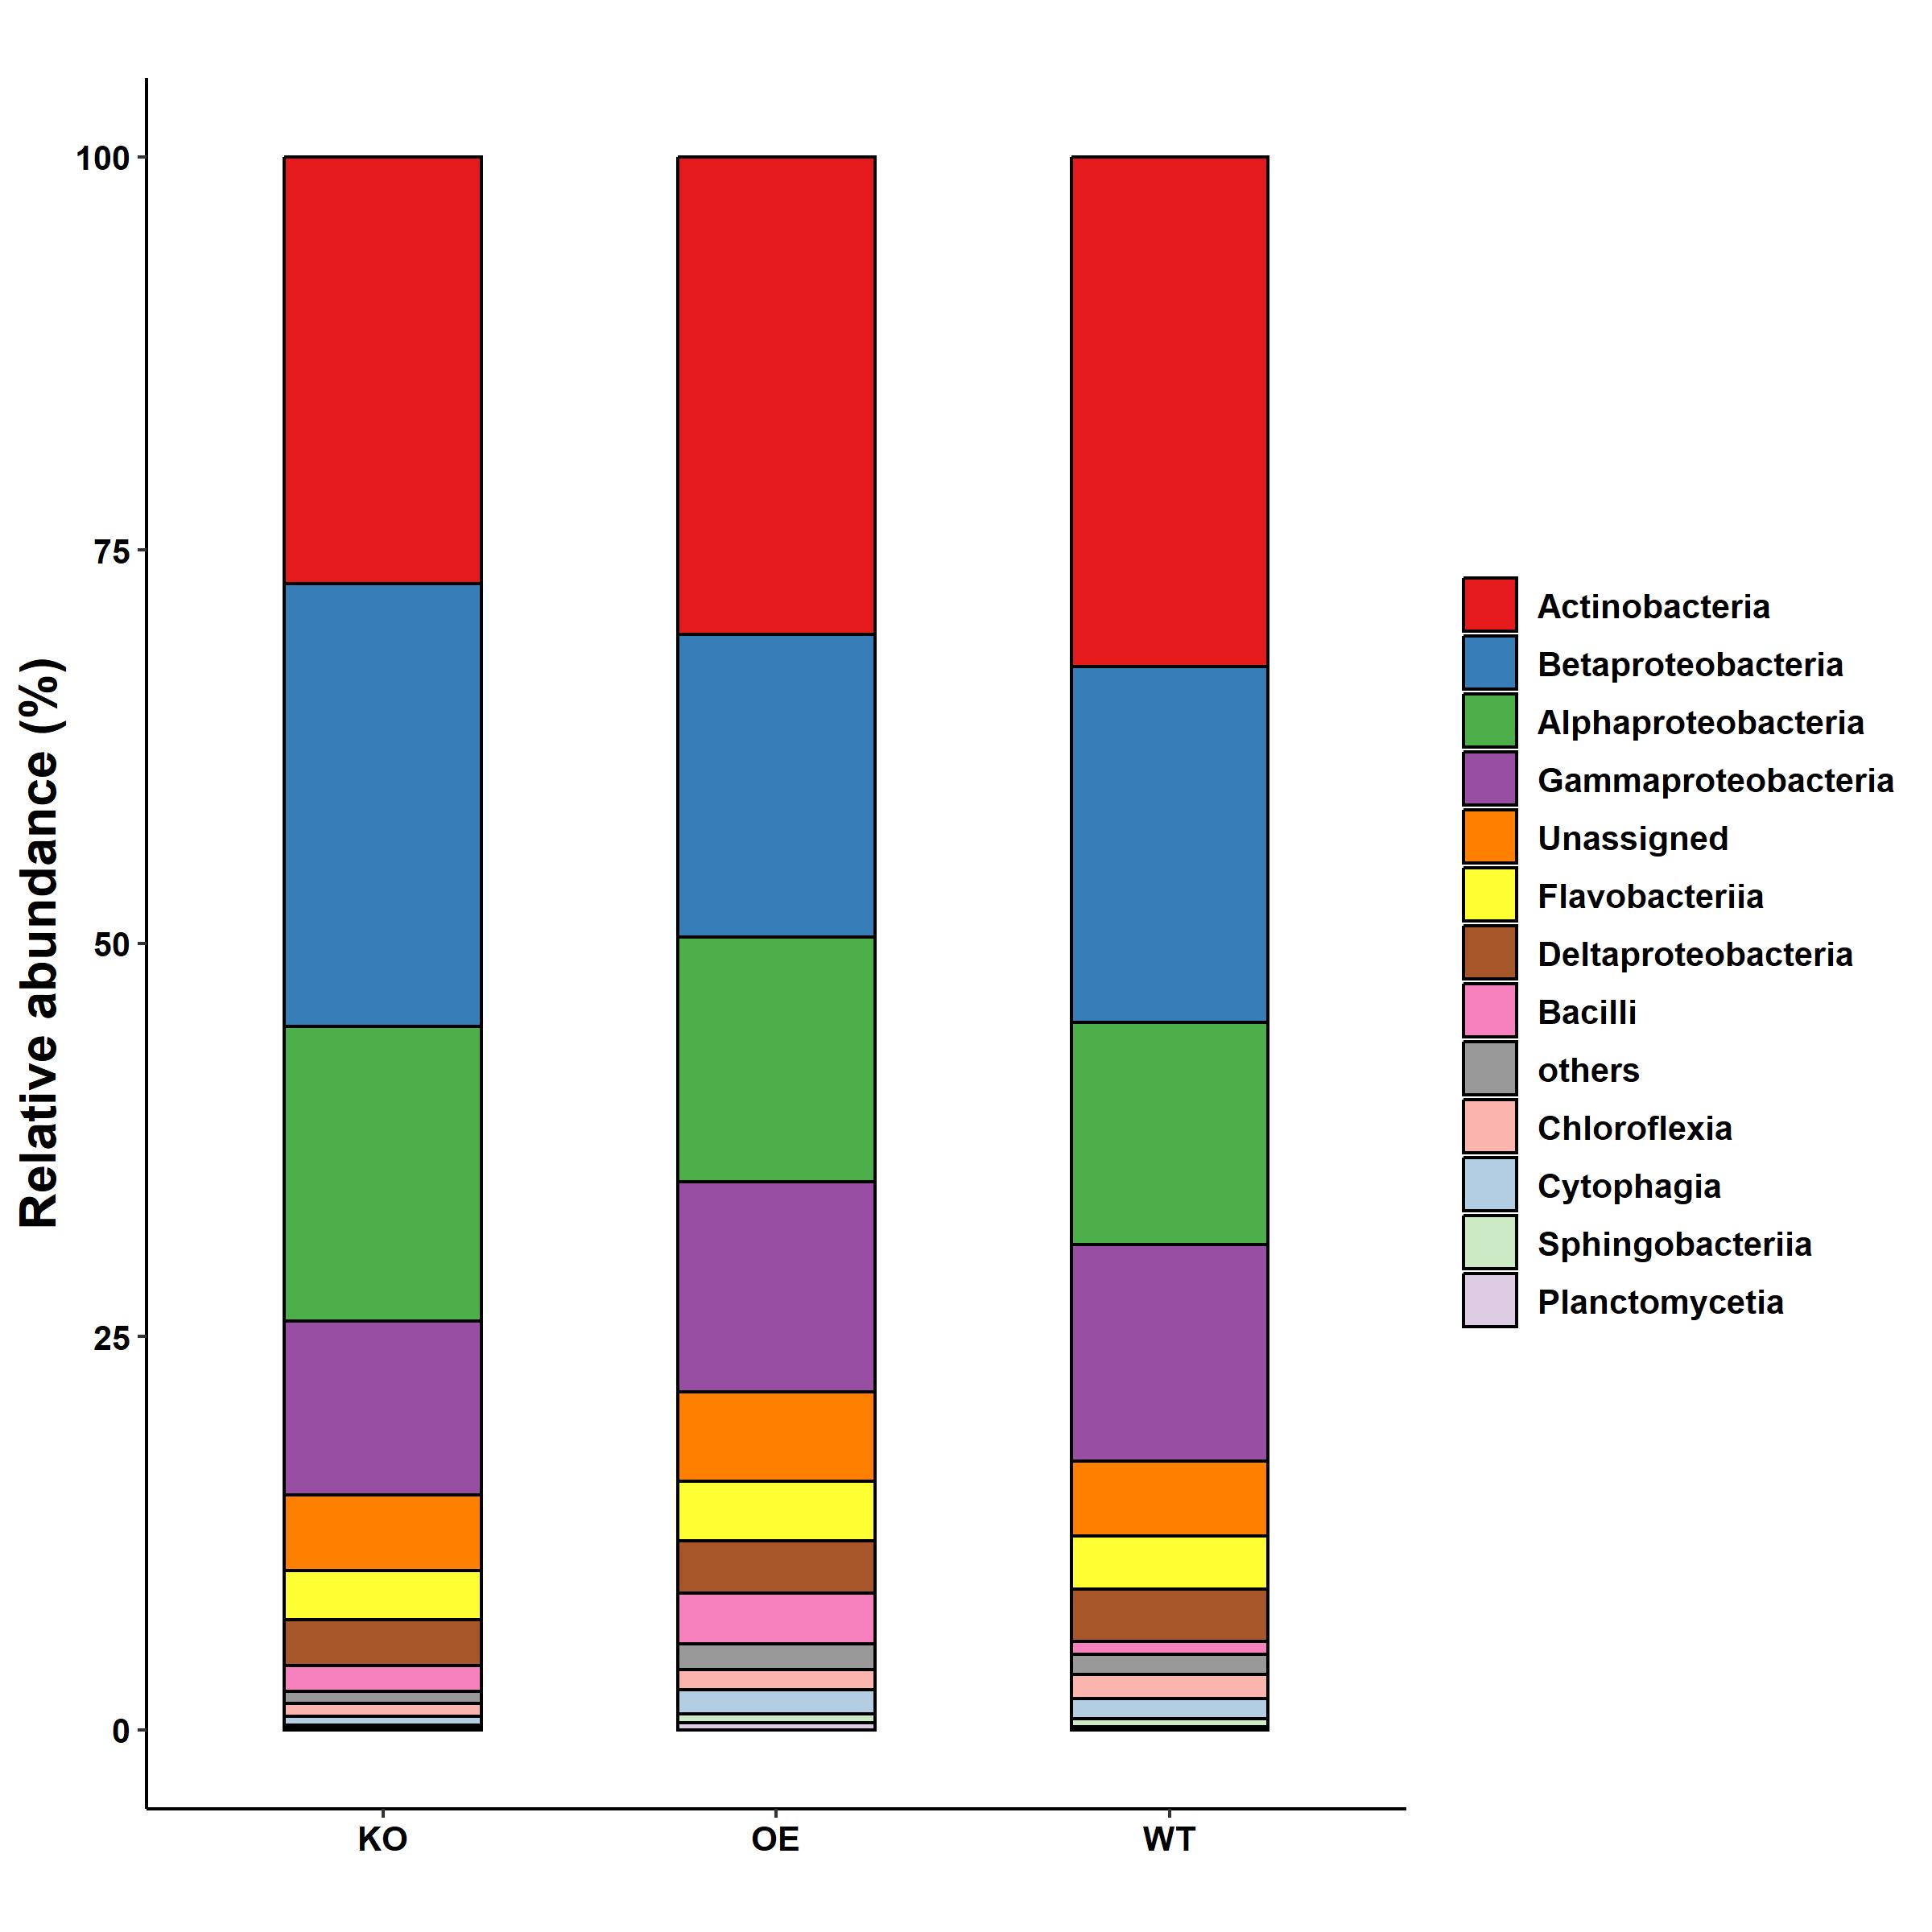 Relative abundance (%)
100
75
50
25
0
KO
OE
WT
Actinobacteria
Betaproteobacteria
Alphaproteobacteria
Gammaproteobacteria
Unassigned
Flavobacteriia
Deltaproteobacteria
Bacilli
others
Chloroflexia
Cytophagia
Sphingobacteriia
Planctomycetia